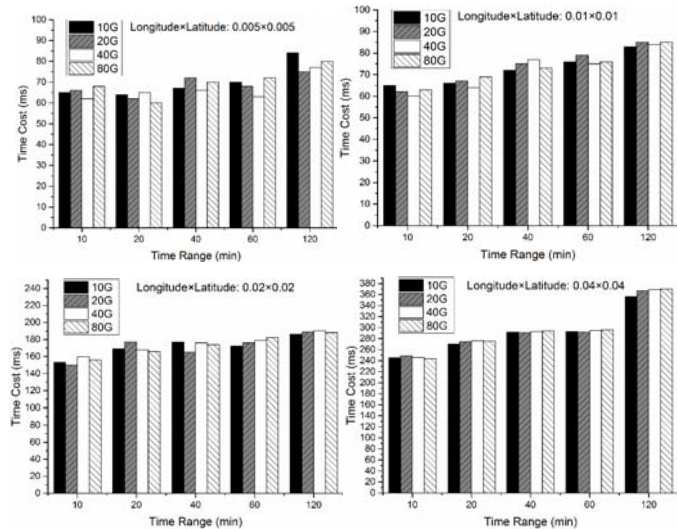 Longitude×Latitude: 0.005×0.005
10G
20G
40G
80G
100
90
80
70
60
50
40
30
20
10
0
Time Cost (ms)
10 20 40 60 120
Time Range (min)
Longitude×Latitude: 0.01×0.01
10G
20G
40G
80G
100
90
80
70
60
50
40
30
20
10
0
Time Cost (ms)
10 20 40 60 120
Time Range (min)
Longitude×Latitude: 0.02×0.02
10G
20G
40G
80G
240
220
200
180
160
140
120
100
80
60
40
20
0
Time Cost (ms)
10 20 40 60 120
Time Range (min)
Longitude×Latitude: 0.04×0.04
10G
20G
40G
80G
380
360
340
320
300
280
260
240
220
200
180
160
140
120
100
80
60
40
20
0
Time Cost (ms)
10 20 40 60 120
Time Range (min)